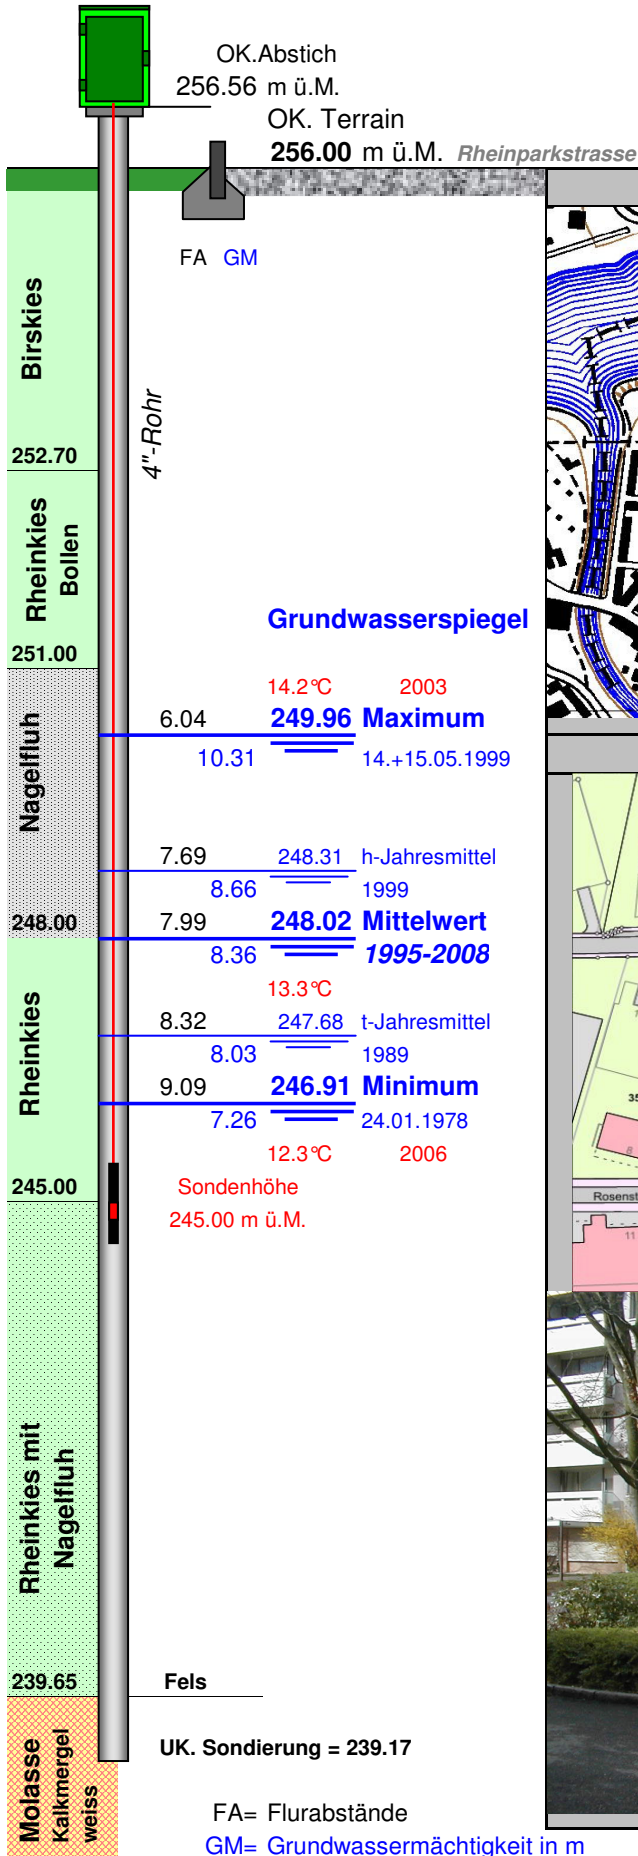 OK.Abstich
256.56 m ü.M.
OK. Terrain
256.00 m ü.M. Rheinparkstrasse
FA GM
Birskies
4"-Rohr
252.70
Rheinkies
Bollen
Grundwasserspiegel
251.00
14.2°C 2003
Nagelfluh
6.04 249.96 Maximum
10.31 14.+15.05.1999
7.69 248.31 h-Jahresmittel
8.66 1999
248.00 7.99 248.02 Mittelwert
8.36 1995-2008
13.3°C
Rheinkies
8.32 247.68 t-Jahresmittel
8.03 1989
9.09 246.91 Minimum
7.26 24.01.1978
12.3°C 2006
245.00 Sondenhöhe
245.00 m ü.M.
35
8
Rosenst
11
Rheinkies mit
Nagelfluh
239.65 Fels
UK. Sondierung = 239.17
Molasse
Kalkmergel
weiss
FA= Flurabstände
GM= Grundwassermächtigkeit in m